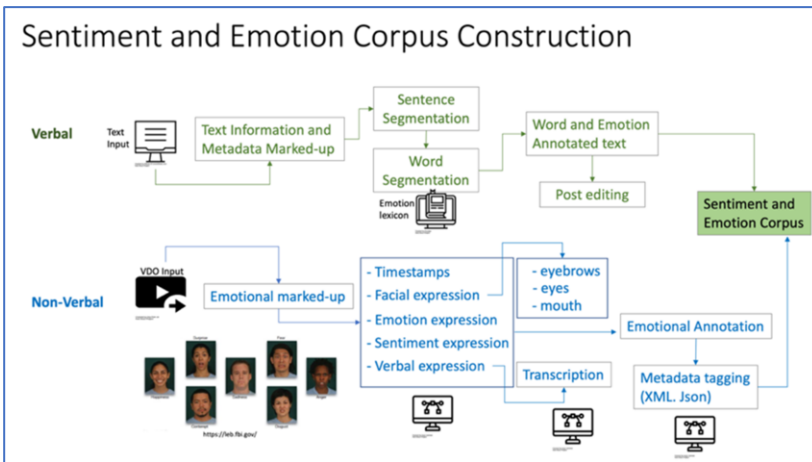 Sentiment and Emotion Corpus Construction
Verbal
Text
Input
Text Information and
Metadata Marked-up
Sentence
Segmentation
Word
Segmentation
Emotion
lexicon
Word and Emotion
Annotated text
Post editing
Sentiment and
Emotion Corpus
Non-Verbal
VDO Input
Emotional marked-up
- Timestamps
- Facial expression
- Emotion expression
- Sentiment expression
- Verbal expression
- eyebrows
- eyes
- mouth
Transcription
Emotional Annotation
Metadata tagging
(XML. Json)
Surprise
Fear
Happiness
Anger
Contempt
Disgust
https://leb.fbi.gov/